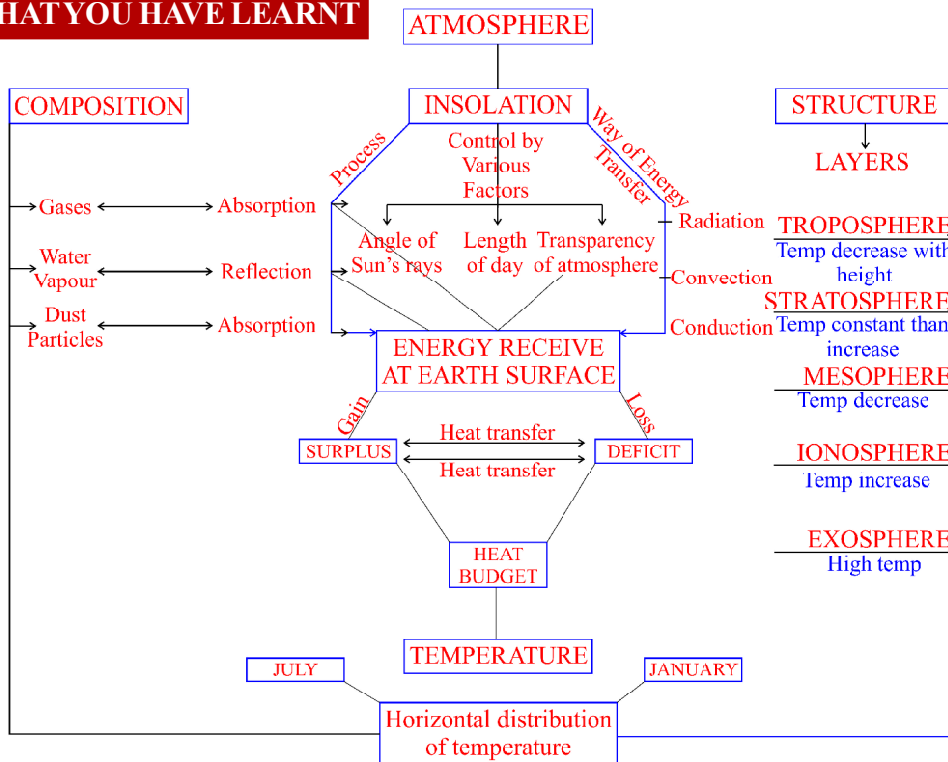 HAT YOU HAVE LEARNT
ATMOSPHERE
COMPOSITION
INSOLATION
STRUCTURE
Process
Control by
Various
Factors
Way of Energy
Transfer
LAYERS
Gases
Absorption
Angle of
Sun's rays
Length
of day
Transparency
of atmosphere
Radiation
TROPOSPHERE
Temp decrease with
height
Water
Vapour
Reflection
Convection
STRATOSPHERE
Temp constant than
increase
Dust
Particles
Absorption
Conduction
ENERGY RECEIVE
AT EARTH SURFACE
MESOPHERE
Temp decrease
Gain
Loss
SURPLUS
Heat transfer
Heat transfer
DEFICIT
IONOSPHERE
Temp increase
HEAT
BUDGET
EXOSPHERE
High temp
TEMPERATURE
JULY
JANUARY
Horizontal distribution
of temperature